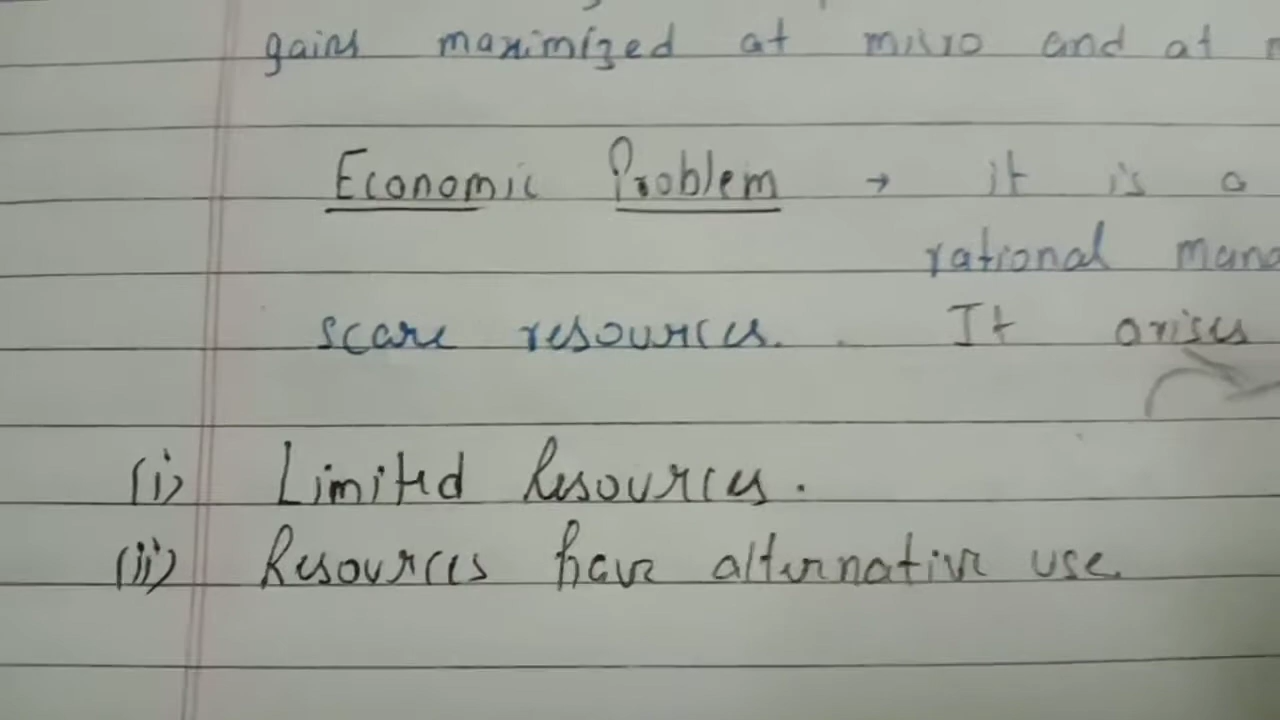 gains maximized at micro and at
Economic Problem → it is a
rational mana
scare resources. It arises
(i) Limited Resources.
(ii) Resources have alternative use.